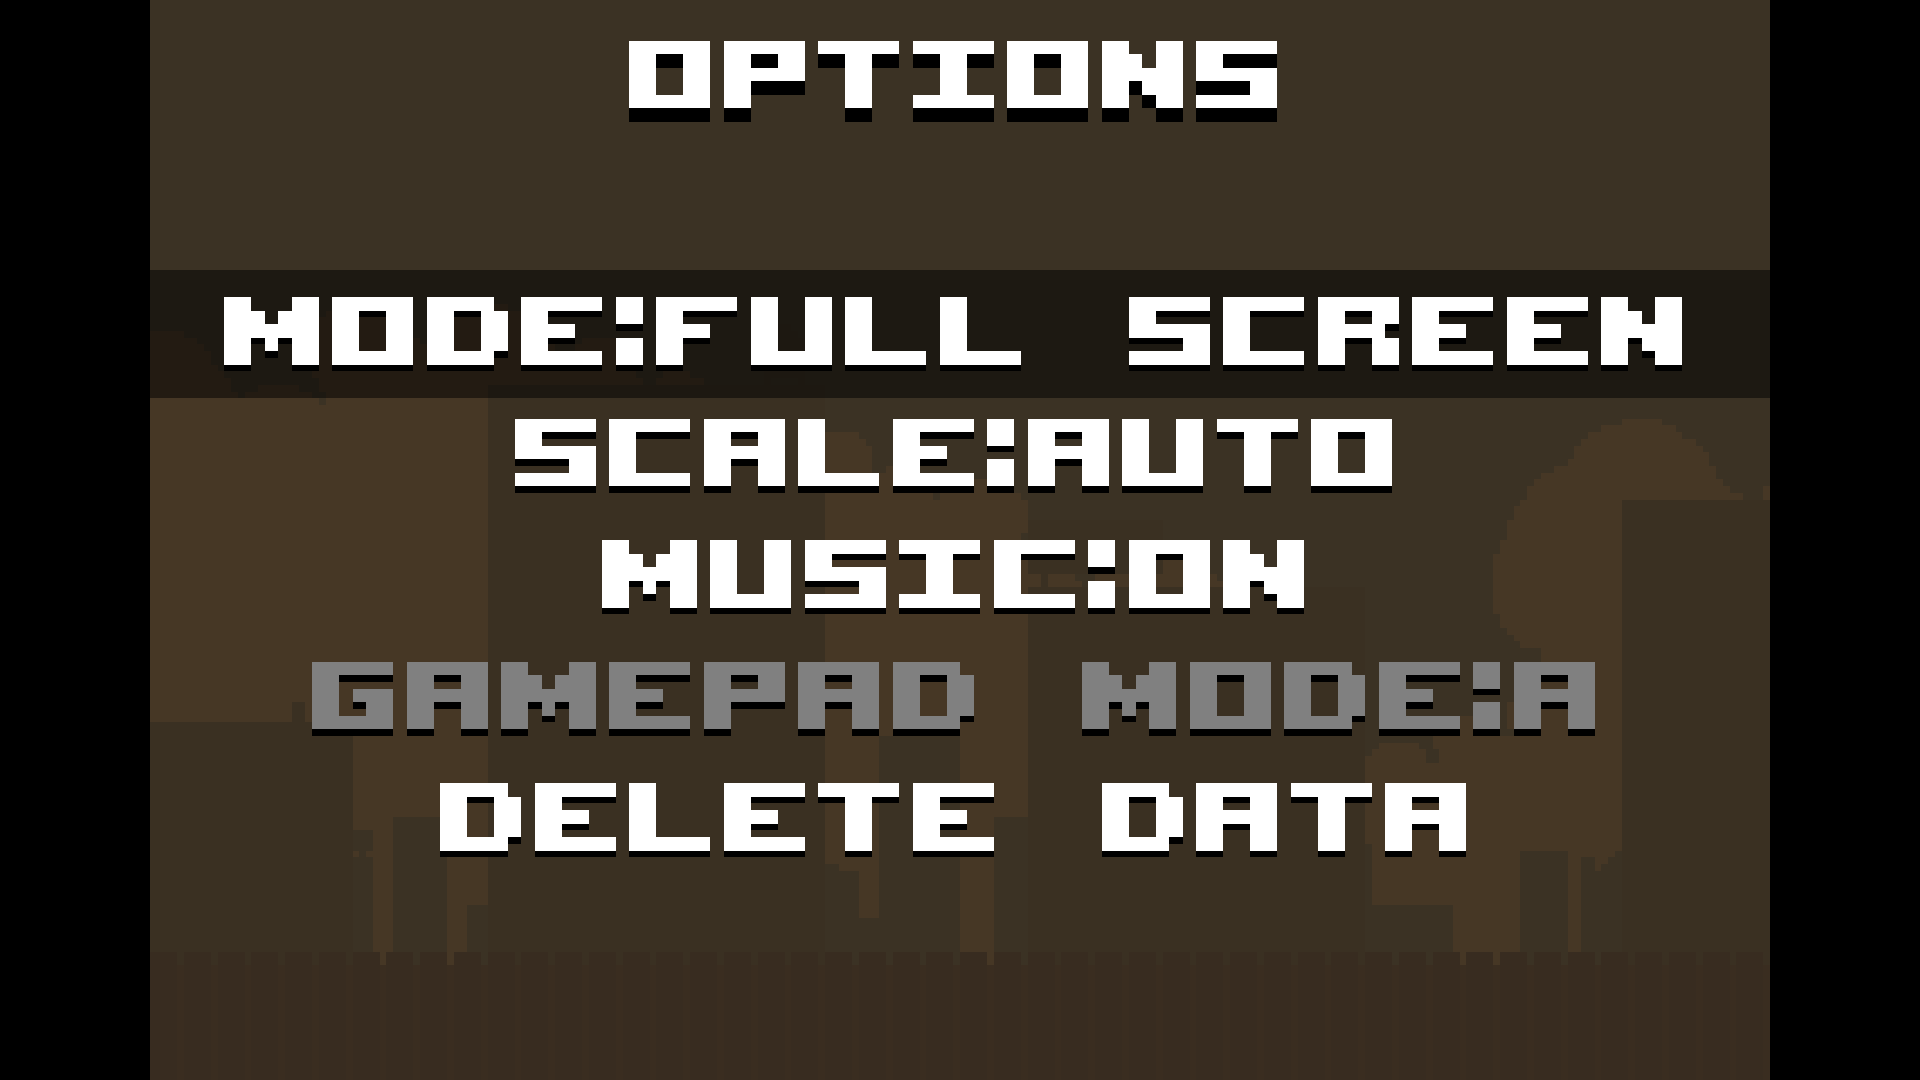 OPTIONS
MODE:FULL SCREEN
SCALE:AUTO
MUSIC:ON
GAMEPAD MODE:A
DELETE DATA